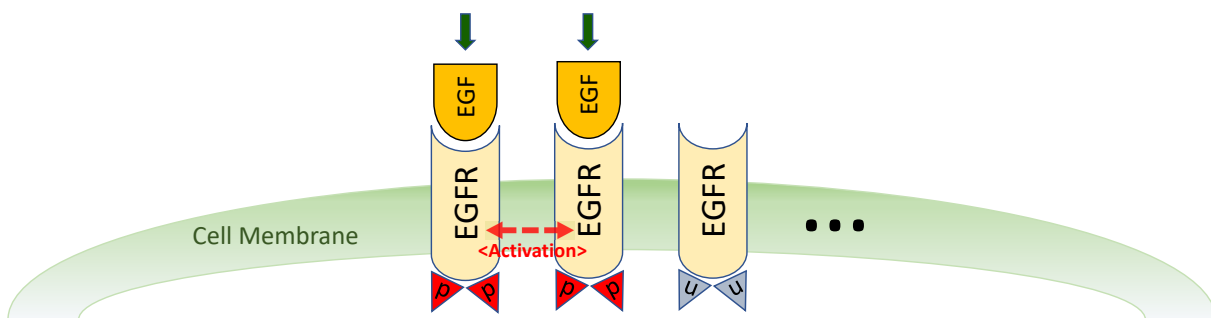 EGF
EGF
EGFR
EGFR
EGFR
Cell Membrane
<Activation>
p
p
p
p
u
u
...